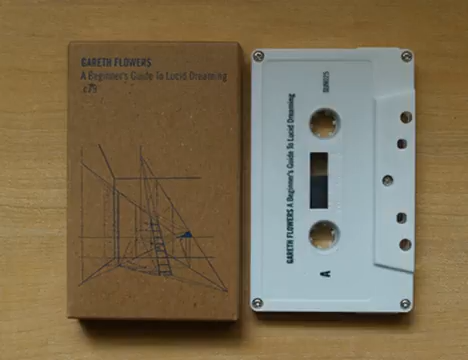 GARETH FLOWERS
A Beginner's Guide To Lucid Dreaming
GARETH FLOWERS A Beginner's Guide To Lucid Dreaming
A